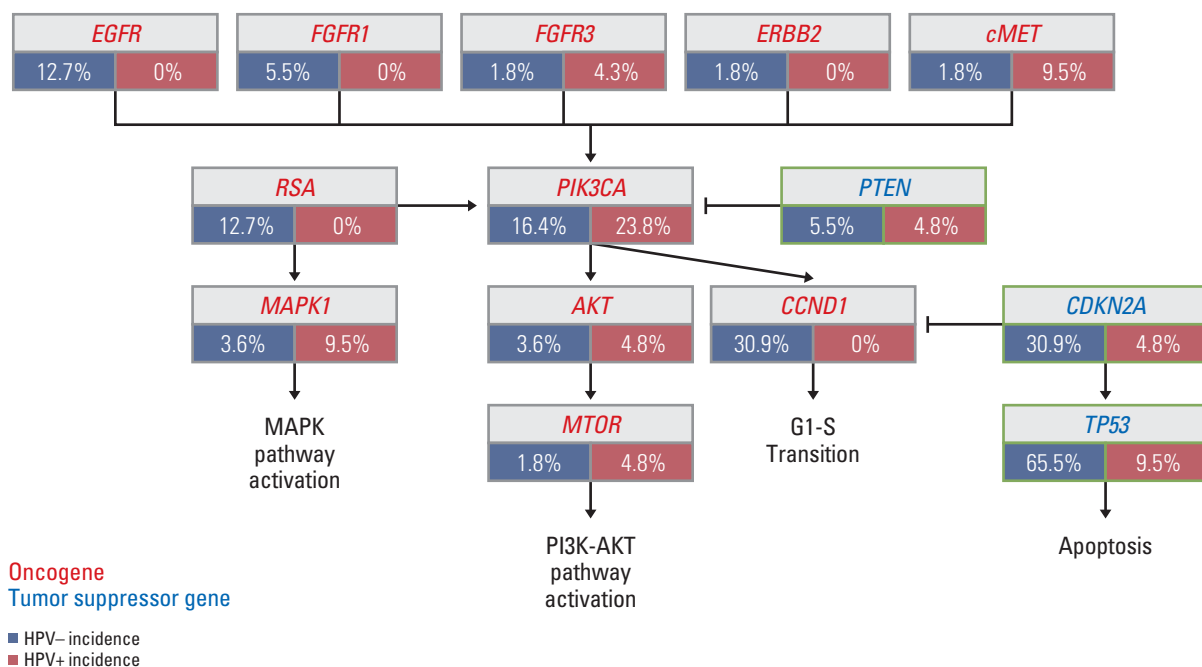 EGFR FGFR1 FGFR3 ERBB2 cMET
12.7% 0% 5.5% 0% 1.8% 4.3% 1.8% 0% 1.8% 9.5%
RSA PIK3CA PTEN
12.7% 0% 16.4% 23.8% 5.5% 4.8%
MAPK1 AKT CCND1 CDKN2A
3.6% 9.5% 3.6% 4.8% 30.9% 0% 30.9% 4.8%
MAPK
pathway
activation
MTOR
1.8% 4.8%
G1-S
Transition
TP53
65.5% 9.5%
PI3K-AKT
pathway
activation
Apoptosis
Oncogene
Tumor suppressor gene
HPV– incidence
HPV+ incidence